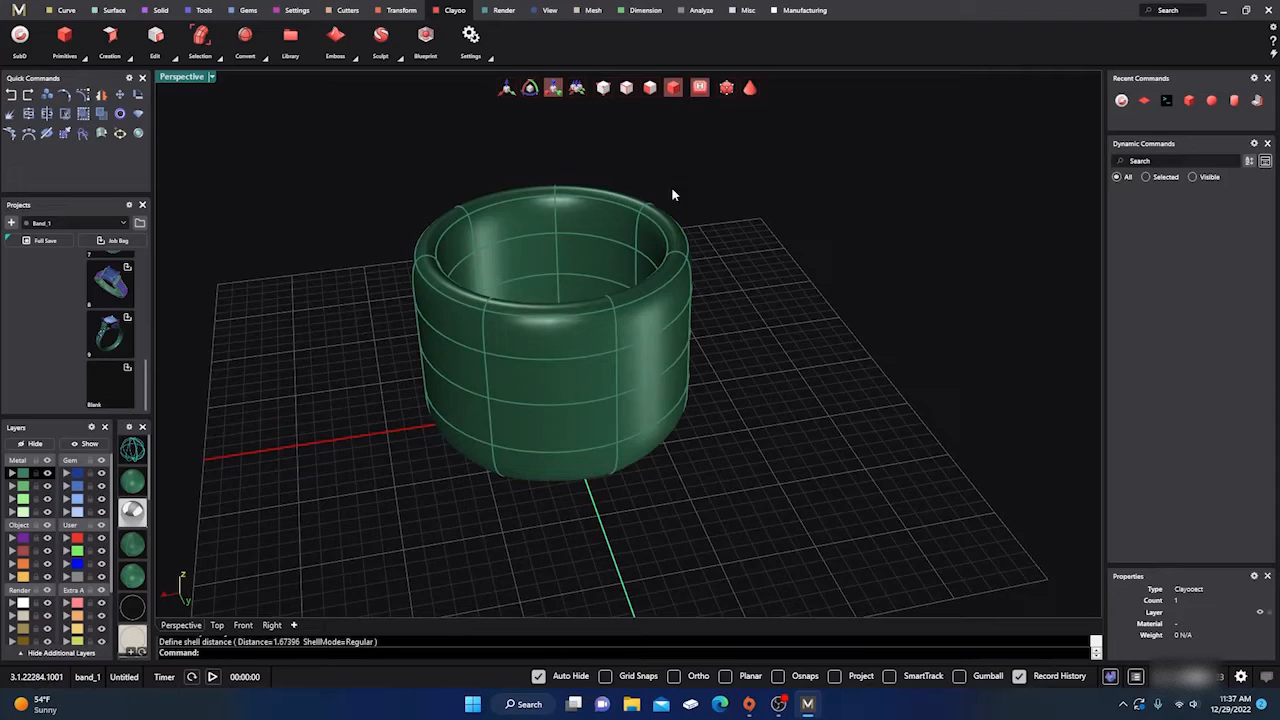 Curve
Surface
Solid
Tools
Gems
Settings
Cutters
Transform
Clayoo
Render
View
Mesh
Dimension
Analyze
Misc
Manufacturing
Search
SubD
Primitives
Creation
Edit
Selection
Convert
Library
Emboss
Sculpt
Blueprint
Settings
Quick Commands
Perspective
Recent Commands
Dynamic Commands
Search
All
Selected
Visible
Projects
Band_1
Full Save
Job Bag
7
8
9
Blank
Layers
Hide
Show
Metal
Gem
Object
User
Render
Extra A
Hide Additional Layers
z
y
Properties
Type
Clayoo
Count
1
Layer
Material
-
Weight
0 N/A
Perspective
Top
Front
Right
Define shell distance ( Distance=1.67396 ShellMode=Regular )
Command:
3.1.22284.1001
band_1
Untitled
Timer
00:00:00
Auto Hide
Grid Snaps
Ortho
Planar
Osnaps
Project
SmartTrack
Gumball
Record History
3
54°F
Sunny
Search
11:37 AM
12/29/2022